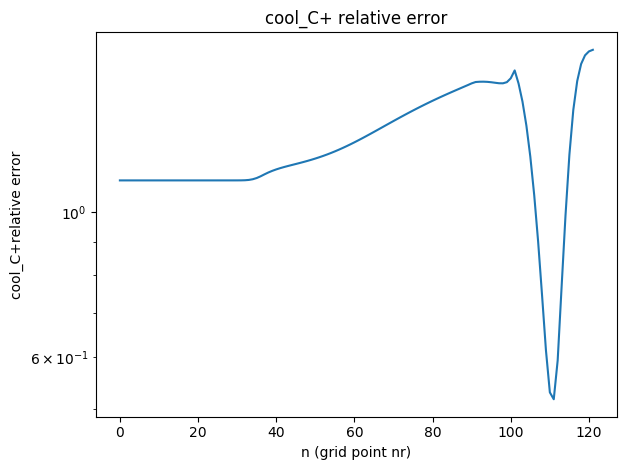 cool_C+ relative error
cool_C+relative error
10⁰
6 × 10⁻¹
0 20 40 60 80 100 120
n (grid point nr)